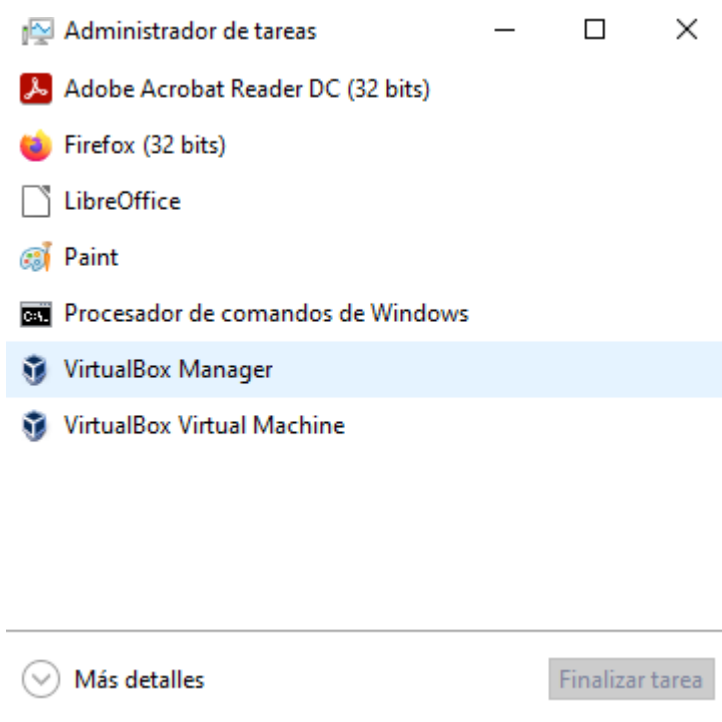 Administrador de tareas
Adobe Acrobat Reader DC (32 bits)
Firefox (32 bits)
LibreOffice
Paint
Procesador de comandos de Windows
VirtualBox Manager
VirtualBox Virtual Machine
Más detalles
Finalizar tarea